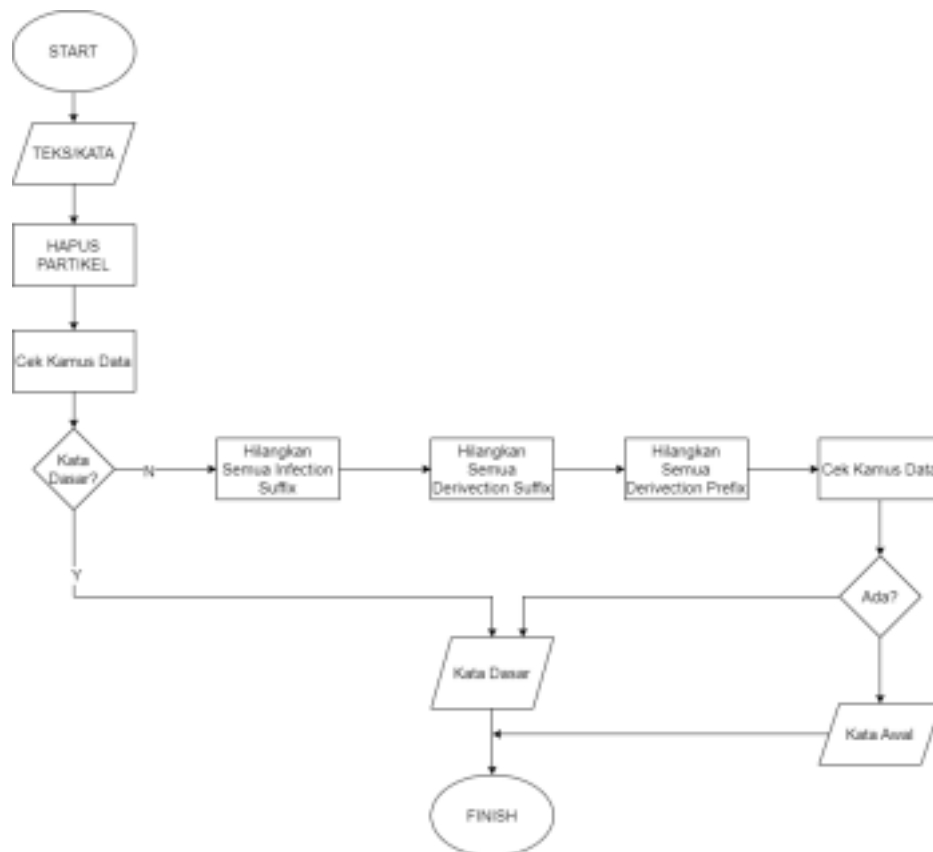 START
TEKS/KATA
HAPUS
PARTIKEL
Cek Kamus Data
Kata
Dasar?
N
Hilangkan
Semua Infection
Suffix
Hilangkan
Semua
Derivection Suffix
Hilangkan
Semua
Derivection Prefix
Cek Kamus Data
Y
Ada?
Kata Dasar
Kata Awal
FINISH